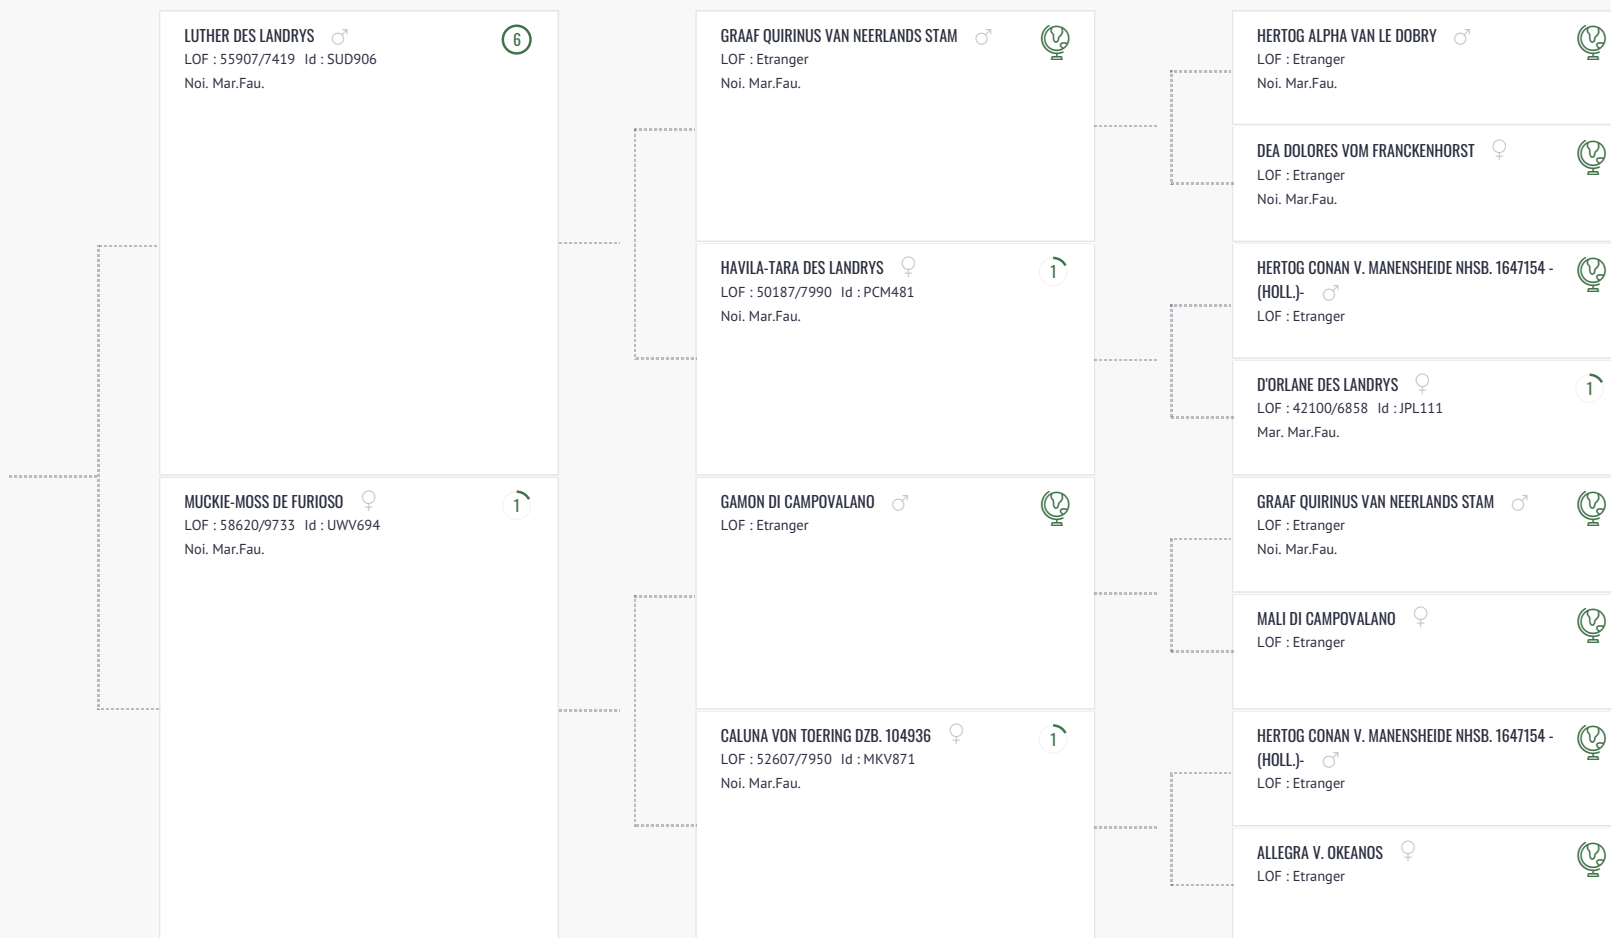 LUTHER DES LANDRYS ♂
6
LOF : 55907/7419 Id : SUD906
Noi. Mar.Fau.
MUCKIE-MOSS DE FURIOSO ♀
1
LOF : 58620/9733 Id : UWV694
Noi. Mar.Fau.
GRAAF QUIRINUS VAN NEERLANDS STAM ♂
LOF : Etranger
Noi. Mar.Fau.
HAVILA-TARA DES LANDRYS ♀
1
LOF : 50187/7990 Id : PCM481
Noi. Mar.Fau.
GAMON DI CAMPOVALANO ♂
LOF : Etranger
CALUNA VON TOERING DZB. 104936 ♀
1
LOF : 52607/7950 Id : MKV871
Noi. Mar.Fau.
HERTOG ALPHA VAN LE DOBRY ♂
LOF : Etranger
Noi. Mar.Fau.
DEA DOLORES VOM FRANCKENHORST ♀
LOF : Etranger
Noi. Mar.Fau.
HERTOG CONAN V. MANENSHEIDE NHSB. 1647154 -
(HOLL.)- ♂
LOF : Etranger
D'ORLANE DES LANDRYS ♀
1
LOF : 42100/6858 Id : JPL111
Mar. Mar.Fau.
GRAAF QUIRINUS VAN NEERLANDS STAM ♂
LOF : Etranger
Noi. Mar.Fau.
MALI DI CAMPOVALANO ♀
LOF : Etranger
HERTOG CONAN V. MANENSHEIDE NHSB. 1647154 -
(HOLL.)- ♂
LOF : Etranger
ALLEGRA V. OKEANOS ♀
LOF : Etranger